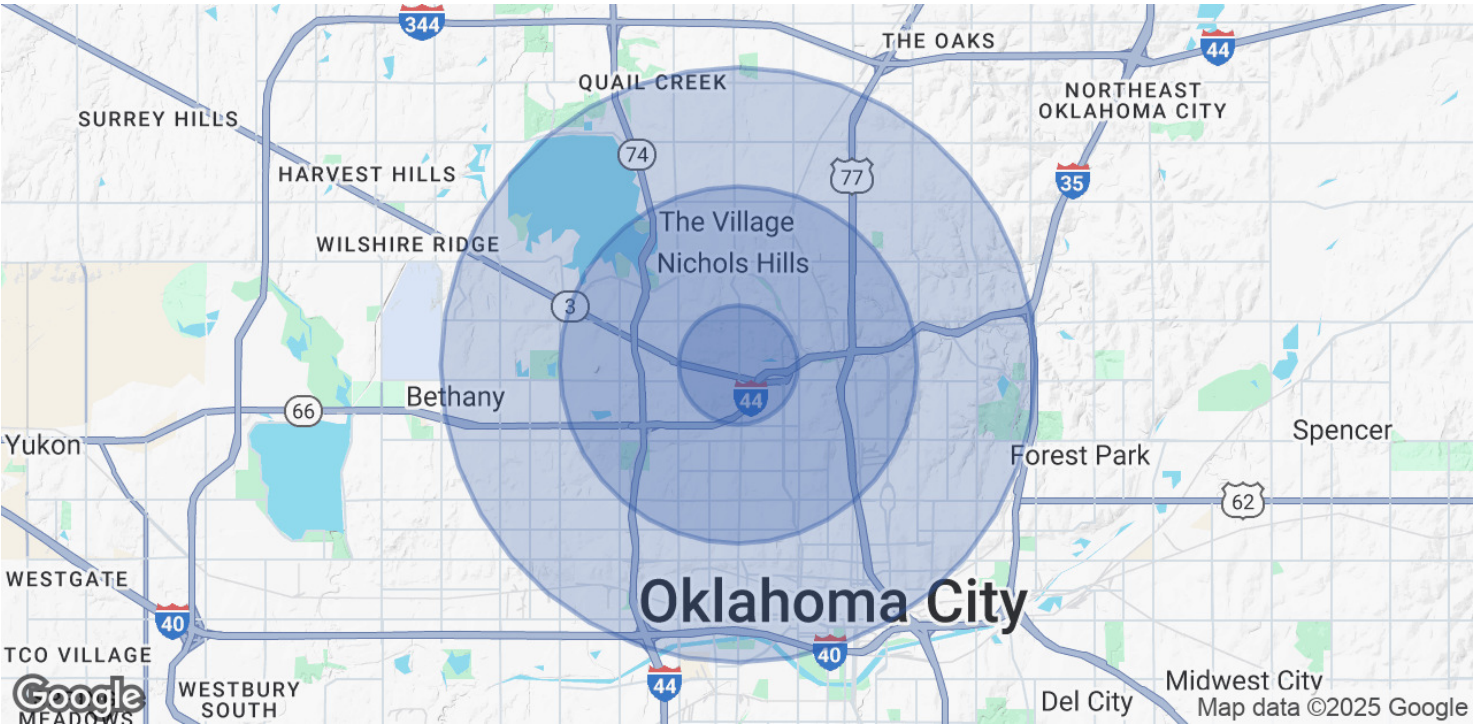 344
THE OAKS
44
QUAIL CREEK
NORTHEAST
OKLAHOMA CITY
SURREY HILLS
74
HARVEST HILLS
77
35
The Village
WILSHIRE RIDGE
Nichols Hills
3
44
Bethany
66
Yukon
Spencer
Forest Park
62
WESTGATE
Oklahoma City
40
TCO VILLAGE
40
44
WESTBURY
SOUTH
Midwest City
Del City
Google
MEADOWS
Map data ©2025 Google